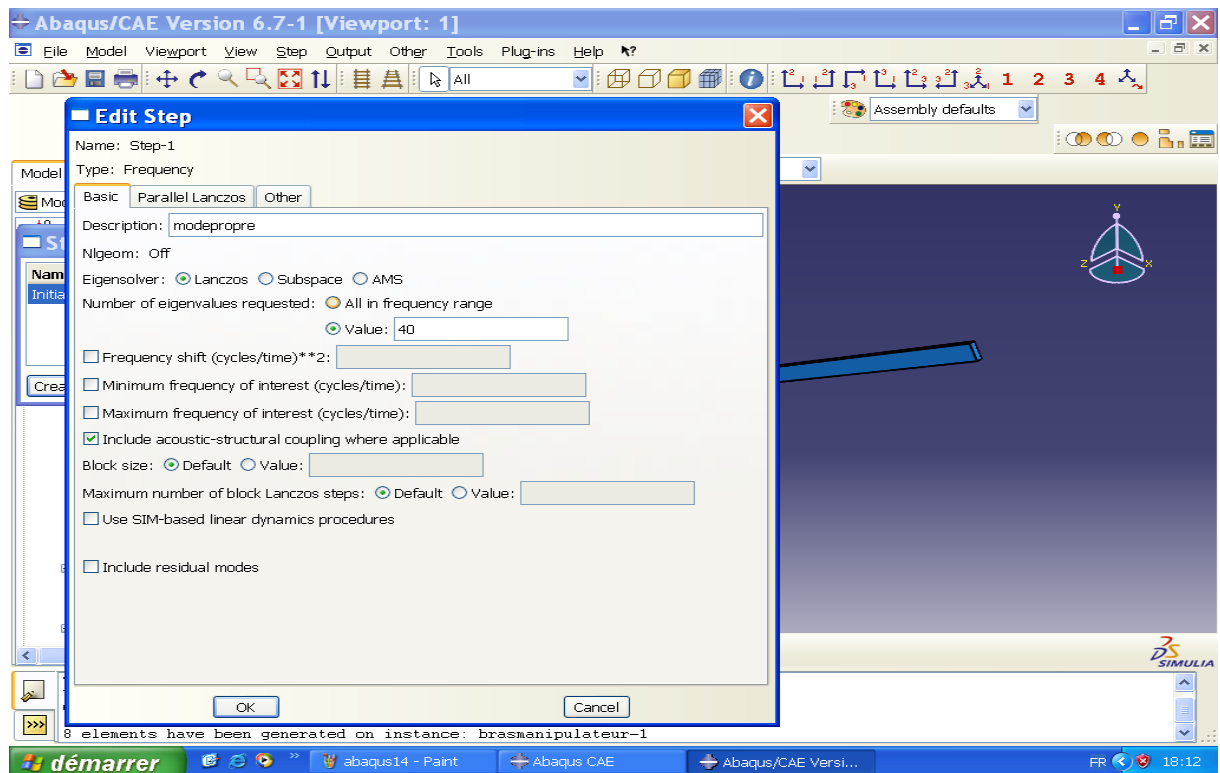 Abaqus/CAE Version 6.7-1 [Viewport: 1]
File Model Viewport View Step Output Other Tools Plug-ins Help
All
1 2 3 4
Assembly defaults
Edit Step
Name: Step-1
Type: Frequency
Model
Basic Parallel Lanczos Other
Description: modepropre
Nlgeom: Off
Eigensolver: Lanczos Subspace AMS
Number of eigenvalues requested: All in frequency range
Value: 40
Frequency shift (cycles/time)**2:
Minimum frequency of interest (cycles/time):
Maximum frequency of interest (cycles/time):
Include acoustic-structural coupling where applicable
Block size: Default Value:
Maximum number of block Lanczos steps: Default Value:
Use SIM-based linear dynamics procedures
Include residual modes
OK Cancel
Mo
St
Nam
Initia
Crea
Y
Z X
SIMULIA
>>>
8 elements have been generated on instance: brasmanipulateur-1
démarrer abaqus14 - Paint Abaqus CAE Abaqus/CAE Versi... FR 18:12